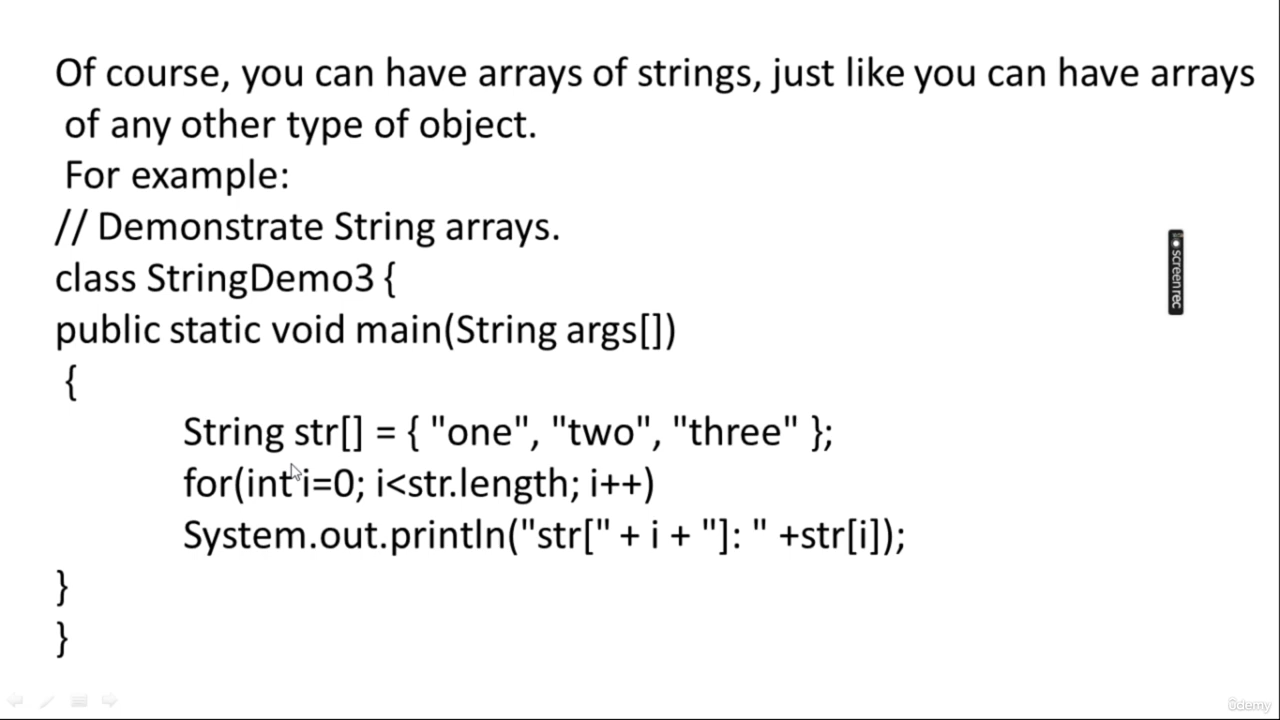 Of course, you can have arrays of strings, just like you can have arrays
of any other type of object.
For example:
// Demonstrate String arrays.
class StringDemo3 {
public static void main(String args[])
{
String str[] = { "one", "two", "three" };
for(int i=0; i<str.length; i++)
System.out.println("str[" + i + "]: " +str[i]);
}
}
screenrec
ûdemy